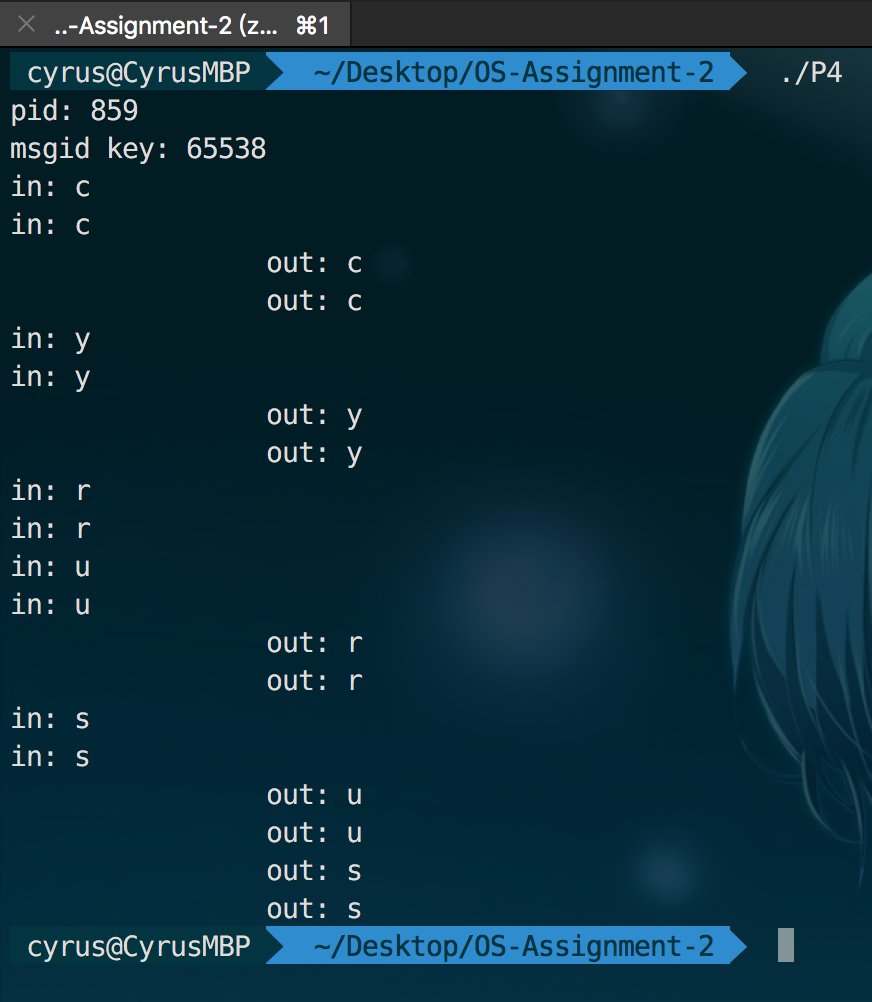 ..-Assignment-2 (z... ⌘1
cyrus@CyrusMBP ~/Desktop/OS-Assignment-2 ./P4
pid: 859
msgid key: 65538
in: c
in: c
out: c
out: c
in: y
in: y
out: y
out: y
in: r
in: r
in: u
in: u
out: r
out: r
in: s
in: s
out: u
out: u
out: s
out: s
cyrus@CyrusMBP ~/Desktop/OS-Assignment-2